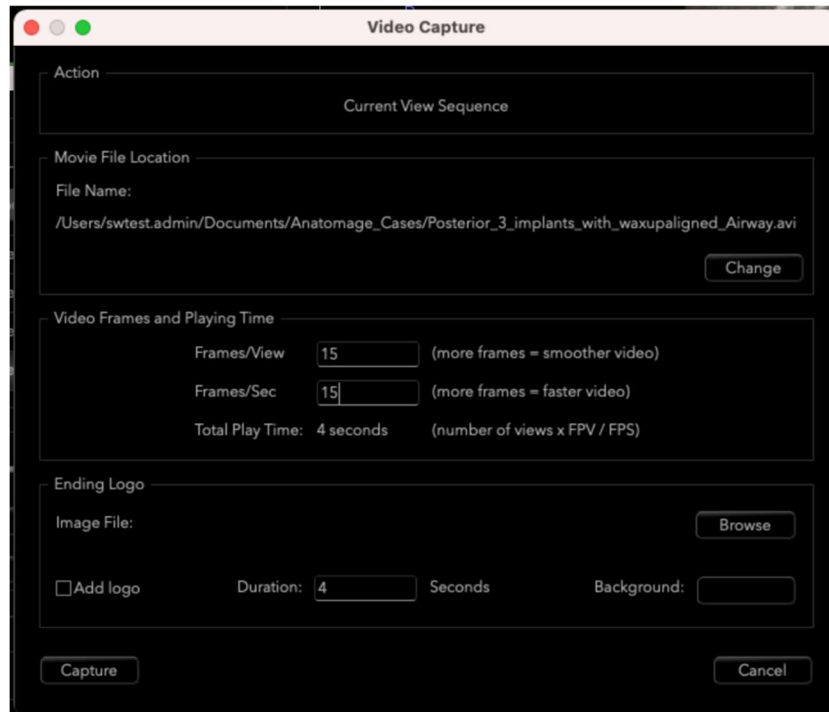 Video Capture
Action
Current View Sequence
Movie File Location
File Name:
/Users/swtest.admin/Documents/Anatomage_Cases/Posterior_3_implants_with_waxupaligned_Airway.avi
Change
Video Frames and Playing Time
Frames/View 15 (more frames = smoother video)
Frames/Sec 15 (more frames = faster video)
Total Play Time: 4 seconds (number of views x FPV / FPS)
Ending Logo
Image File: Browse
Add logo Duration: 4 Seconds Background:
Capture Cancel